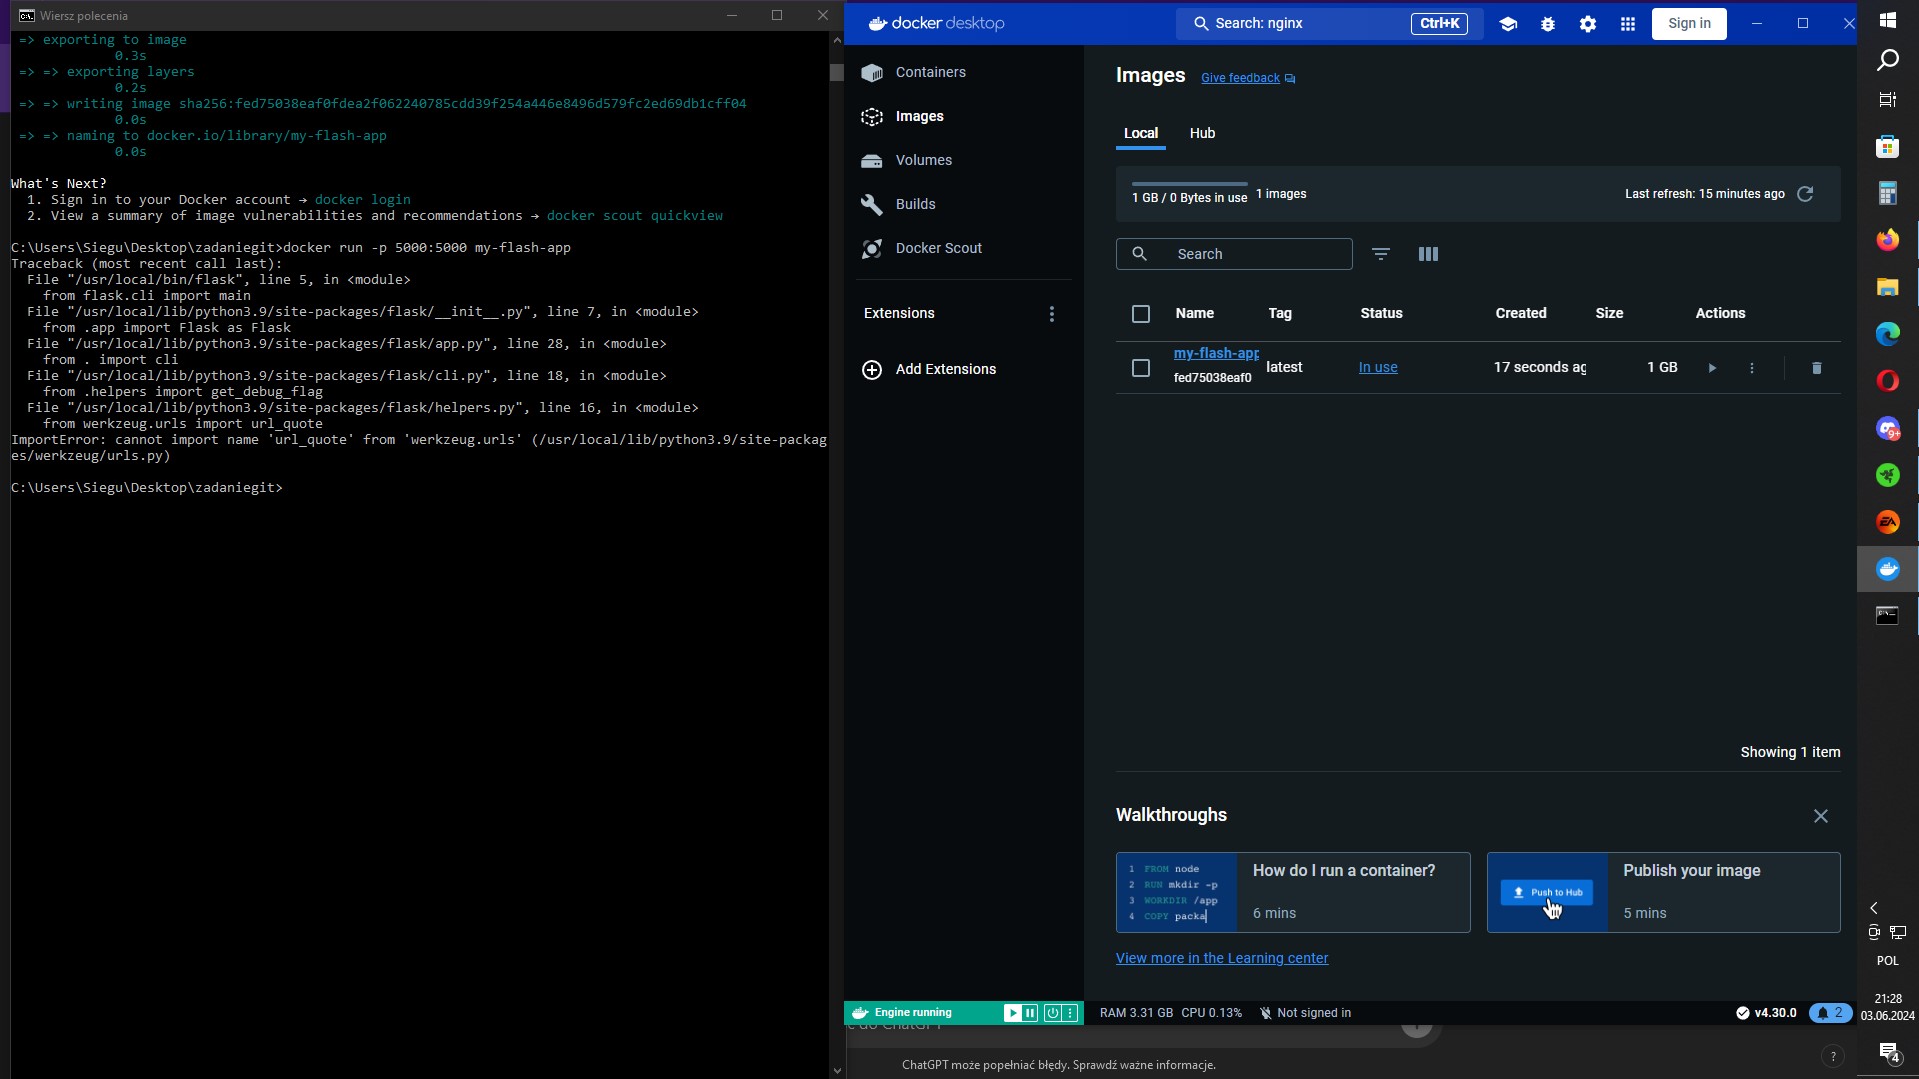 Wiersz polecenia
=> exporting to image
0.3s
=> => exporting layers
0.2s
=> => writing image sha256:fed75038eaf0fdea2f062240785cdd39f254a446e8496d579fc2ed69db1cff04
0.0s
=> => naming to docker.io/library/my-flash-app
0.0s
What's Next?
1. Sign in to your Docker account → docker login
2. View a summary of image vulnerabilities and recommendations → docker scout quickview
C:\Users\Siegu\Desktop\zadaniegit>docker run -p 5000:5000 my-flash-app
Traceback (most recent call last):
File "/usr/local/bin/flask", line 5, in <module>
from flask.cli import main
File "/usr/local/lib/python3.9/site-packages/flask/__init__.py", line 7, in <module>
from .app import Flask as Flask
File "/usr/local/lib/python3.9/site-packages/flask/app.py", line 28, in <module>
from . import cli
File "/usr/local/lib/python3.9/site-packages/flask/cli.py", line 18, in <module>
from .helpers import get_debug_flag
File "/usr/local/lib/python3.9/site-packages/flask/helpers.py", line 16, in <module>
from werkzeug.urls import url_quote
ImportError: cannot import name 'url_quote' from 'werkzeug.urls' (/usr/local/lib/python3.9/site-packag
es/werkzeug/urls.py)
C:\Users\Siegu\Desktop\zadaniegit>
docker desktop
Search: nginx
Ctrl+K
Sign in
Containers
Images
Volumes
Builds
Docker Scout
Extensions
Add Extensions
Images
Give feedback
Local
Hub
1 GB / 0 Bytes in use
1 images
Last refresh: 15 minutes ago
Search
Name Tag Status Created Size Actions
my-flash-app
fed75038eaf0
latest
In use
17 seconds ag
1 GB
Showing 1 item
Walkthroughs
1 FROM node
2 RUN mkdir -p
3 WORKDIR /app
4 COPY packa
How do I run a container?
6 mins
Push to Hub
Publish your image
5 mins
View more in the Learning center
Engine running
RAM 3.31 GB CPU 0.13%
Not signed in
v4.30.0
2
ChatGPT może popełniać błędy. Sprawdź ważne informacje.
?
9+
EA
POL
21:28
03.06.2024
4